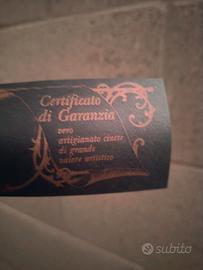 Certificato
di Garanzia
vero
artigianato cinese
di grande
valore artistico
subito